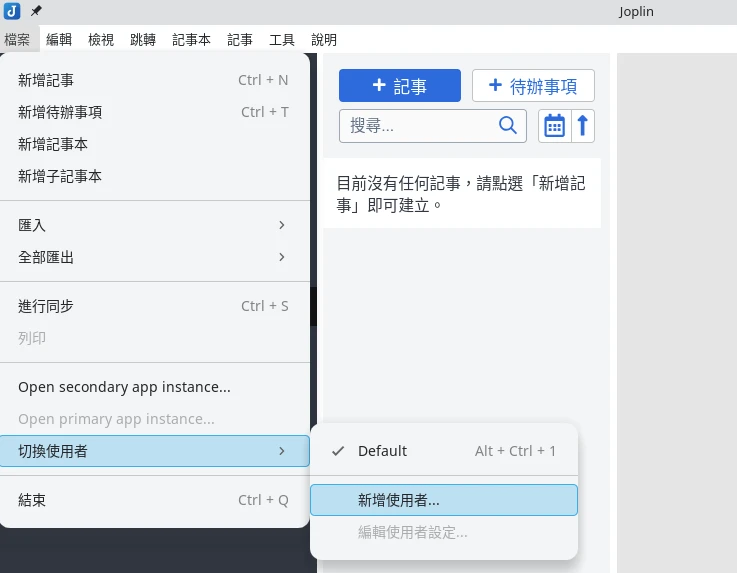 Joplin
檔案 編輯 檢視 跳轉 記事本 記事 工具 說明
新增記事 Ctrl + N
新增待辦事項 Ctrl + T
新增記事本
新增子記事本
匯入
全部匯出
進行同步 Ctrl + S
列印
Open secondary app instance...
Open primary app instance...
切換使用者
結束 Ctrl + Q
Default Alt + Ctrl + 1
新增使用者...
編輯使用者設定...
+ 記事 + 待辦事項
搜尋...
目前沒有任何記事，請點選「新增記
事」即可建立。